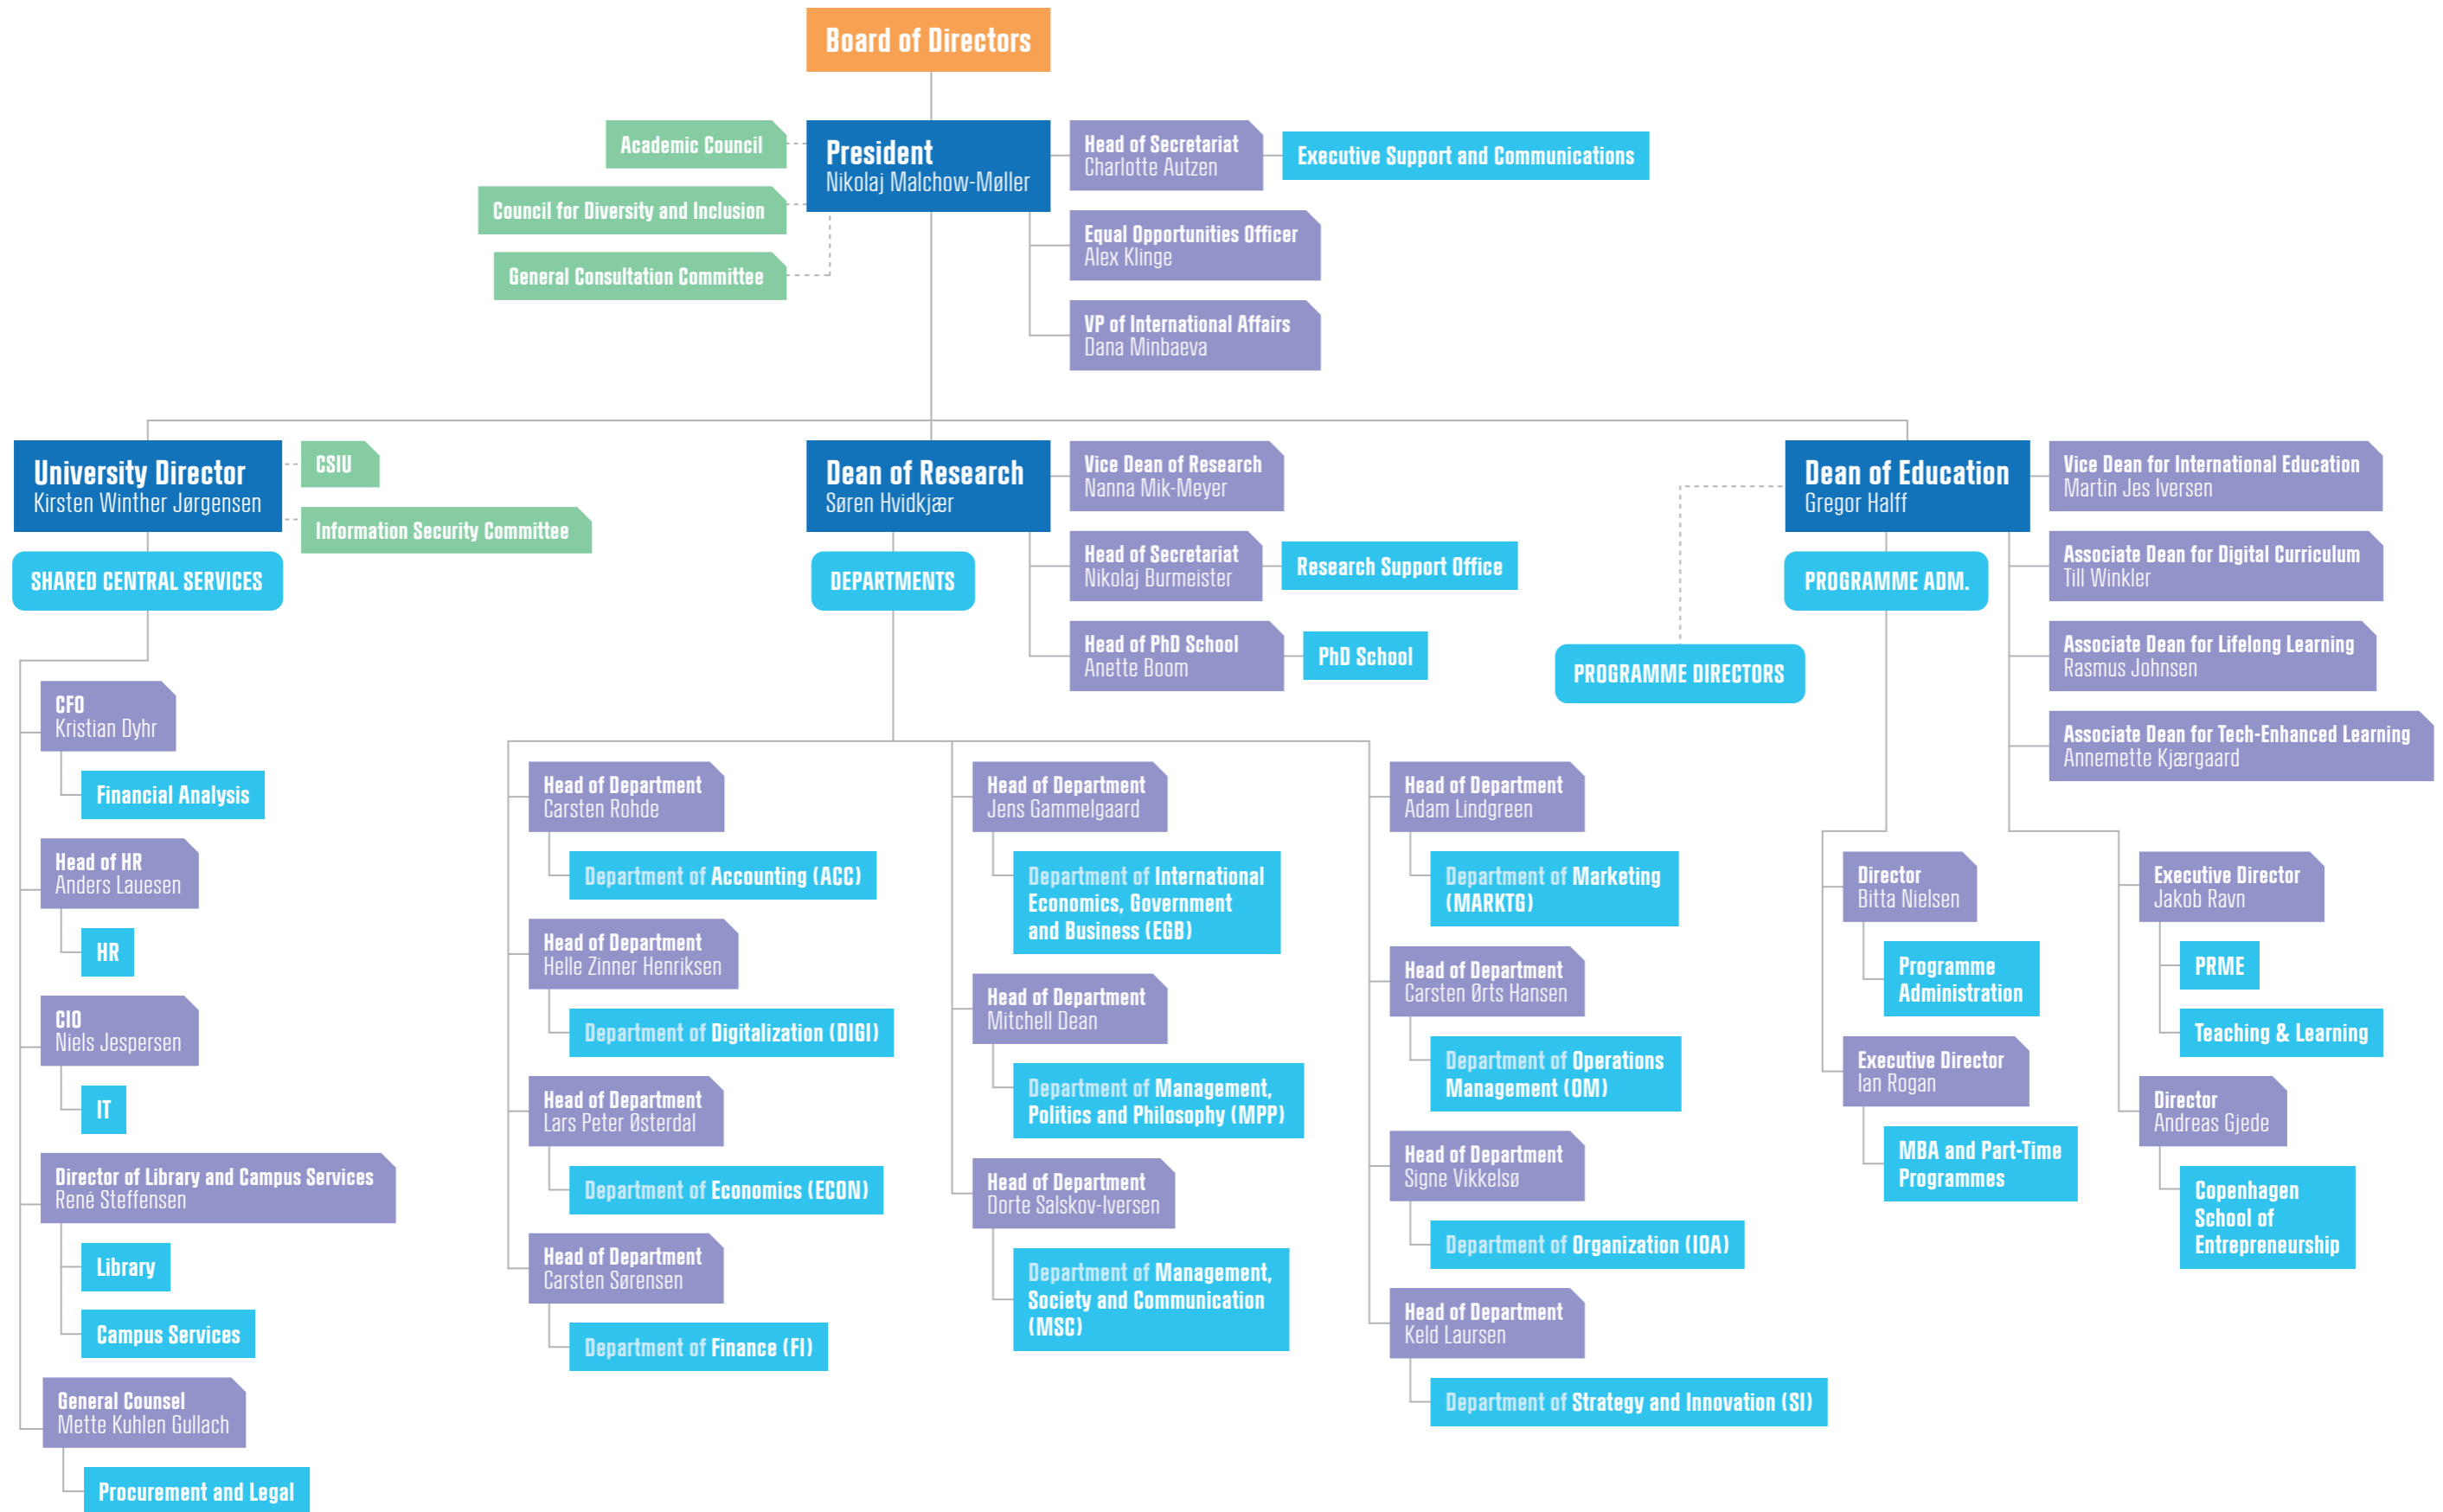 Board of Directors
Academic Council
Council for Diversity and Inclusion
General Consultation Committee
President
Nikolaj Malchow-Møller
Head of Secretariat
Charlotte Autzen
Executive Support and Communications
Equal Opportunities Officer
Alex Klinge
VP of International Affairs
Dana Minbaeva
University Director
Kirsten Winther Jørgensen
CSIU
Information Security Committee
SHARED CENTRAL SERVICES
CFO
Kristian Dyhr
Financial Analysis
Head of HR
Anders Lauesen
HR
CIO
Niels Jespersen
IT
Director of Library and Campus Services
René Steffensen
Library
Campus Services
General Counsel
Mette Kuhlen Gullach
Procurement and Legal
Dean of Research
Søren Hvidkjær
Vice Dean of Research
Nanna Mik-Meyer
Head of Secretariat
Nikolaj Burmeister
Research Support Office
Head of PhD School
Anette Boom
PhD School
DEPARTMENTS
Head of Department
Carsten Rohde
Department of Accounting (ACC)
Head of Department
Helle Zinner Henriksen
Department of Digitalization (DIGI)
Head of Department
Lars Peter Østerdal
Department of Economics (ECON)
Head of Department
Carsten Sørensen
Department of Finance (FI)
Head of Department
Jens Gammelgaard
Department of International
Economics, Government
and Business (EGB)
Head of Department
Mitchell Dean
Department of Management,
Politics and Philosophy (MPP)
Head of Department
Dorte Salskov-Iversen
Department of Management,
Society and Communication
(MSC)
Head of Department
Adam Lindgreen
Department of Marketing
(MARKTG)
Head of Department
Carsten Ørts Hansen
Department of Operations
Management (OM)
Head of Department
Signe Vikkelsø
Department of Organization (IOA)
Head of Department
Keld Laursen
Department of Strategy and Innovation (SI)
Dean of Education
Gregor Halff
Vice Dean for International Education
Martin Jes Iversen
Associate Dean for Digital Curriculum
Till Winkler
Associate Dean for Lifelong Learning
Rasmus Johnsen
Associate Dean for Tech-Enhanced Learning
Annemette Kjærgaard
PROGRAMME ADM.
PROGRAMME DIRECTORS
Director
Bitta Nielsen
Programme
Administration
Executive Director
Ian Rogan
MBA and Part-Time
Programmes
Executive Director
Jakob Ravn
PRME
Teaching & Learning
Director
Andreas Gjede
Copenhagen
School of
Entrepreneurship